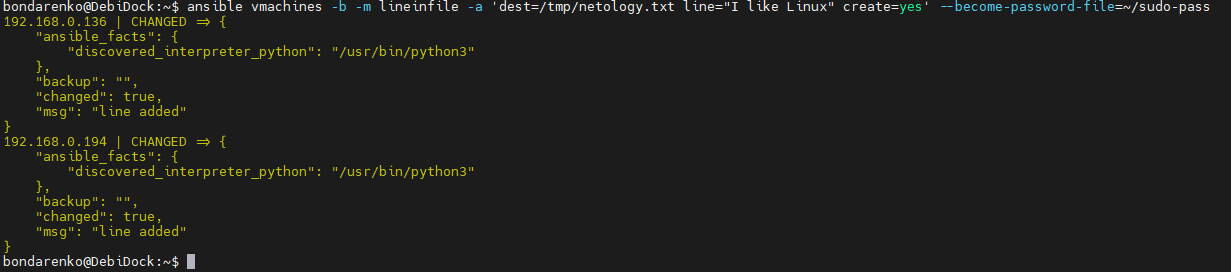 bondarenko@DebiDock:~$ ansible vmachines -b -m lineinfile -a 'dest=/tmp/netology.txt line="I like Linux" create=yes' --become-password-file=~/sudo-pass
192.168.0.136 | CHANGED => {
    "ansible_facts": {
        "discovered_interpreter_python": "/usr/bin/python3"
    },
    "backup": "",
    "changed": true,
    "msg": "line added"
}
192.168.0.194 | CHANGED => {
    "ansible_facts": {
        "discovered_interpreter_python": "/usr/bin/python3"
    },
    "backup": "",
    "changed": true,
    "msg": "line added"
}
bondarenko@DebiDock:~$